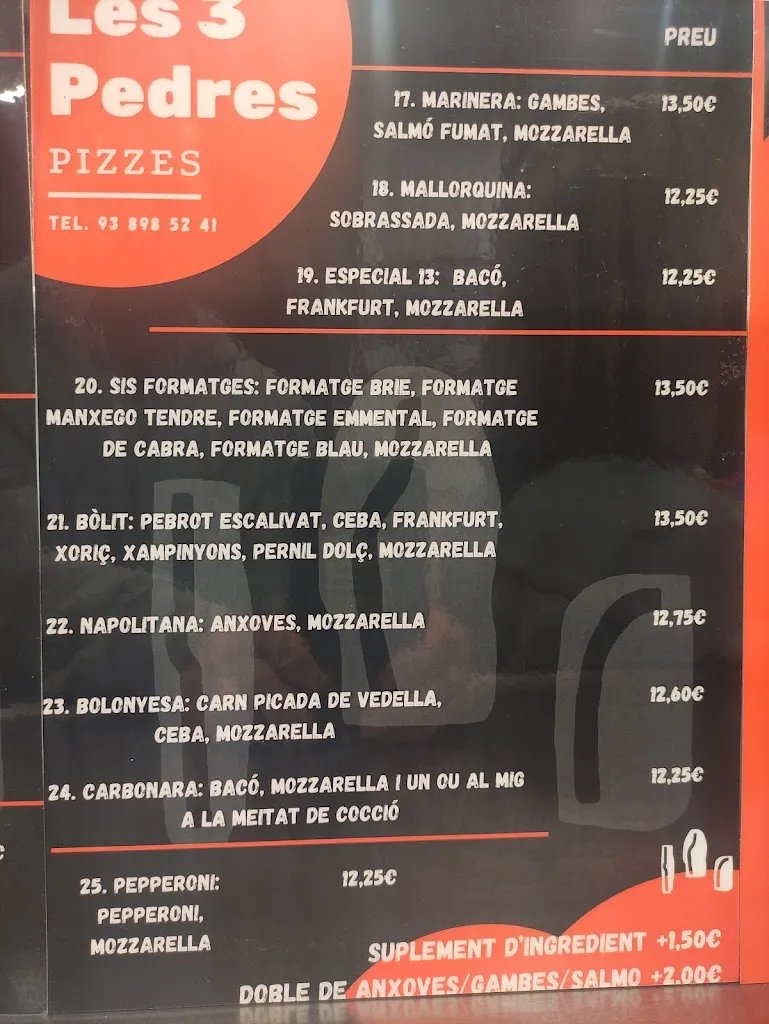 Les 3
Pedres
PIZZES
TEL. 93 898 52 41
PREU
17. MARINERA: GAMBES, 13,50€
SALMÓ FUMAT, MOZZARELLA
18. MALLORQUINA: 12,25€
SOBRASSADA, MOZZARELLA
19. ESPECIAL 13: BACÓ, 12,25€
FRANKFURT, MOZZARELLA
20. SIS FORMATGES: FORMATGE BRIE, FORMATGE 13,50€
MANXEGO TENDRE, FORMATGE EMMENTAL, FORMATGE
DE CABRA, FORMATGE BLAU, MOZZARELLA
21. BÒLIT: PEBROT ESCALIVAT, CEBA, FRANKFURT, 13,50€
XORIÇ, XAMPINYONS, PERNIL DOLÇ, MOZZARELLA
22. NAPOLITANA: ANXOVES, MOZZARELLA 12,75€
23. BOLONYESA: CARN PICADA DE VEDELLA, 12,60€
CEBA, MOZZARELLA
24. CARBONARA: BACÓ, MOZZARELLA I UN OU AL MIG 12,25€
A LA MEITAT DE COCCIÓ
25. PEPPERONI: 12,25€
PEPPERONI,
MOZZARELLA
SUPLEMENT D'INGREDIENT +1,50€
DOBLE DE ANXOVES/GAMBES/SALMO +2,00€